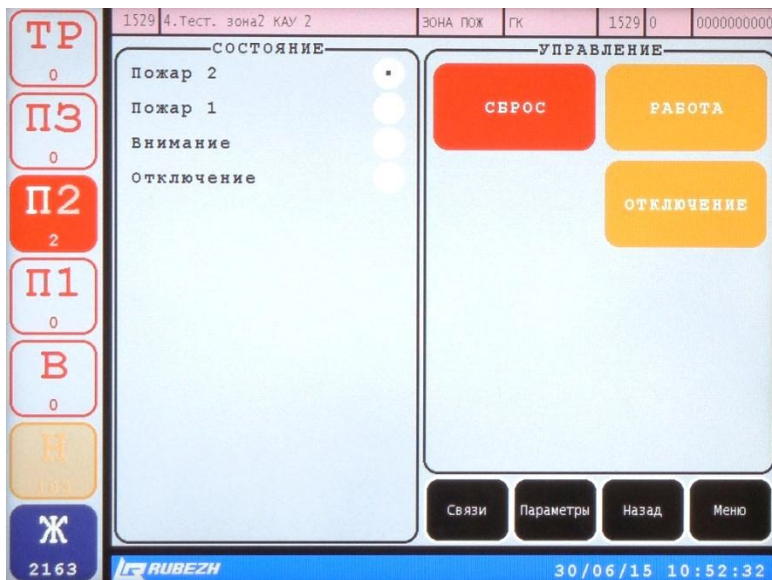 1529 4.Тест. зона2 КАУ 2 ЗОНА ПОЖ ГК 1529 0 0000000000
ТР
0
ПЗ
0
П2
2
П1
0
В
0
Н
Ж
2163
СОСТОЯНИЕ
Пожар 2
Пожар 1
Внимание
Отключение
УПРАВЛЕНИЕ
СБРОС
РАБОТА
ОТКЛЮЧЕНИЕ
Связи
Параметры
Назад
Меню
RUBEZH
30/06/15 10:52:32